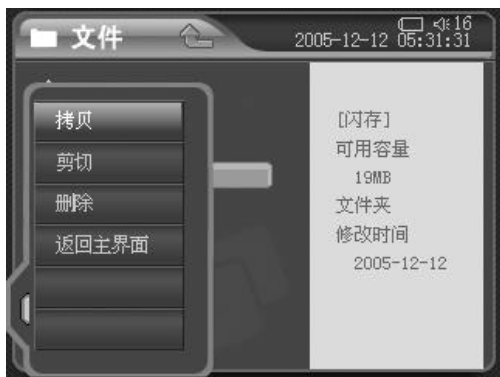 文件
16
2005-12-12 05:31:31
拷贝
剪切
删除
返回主界面
[闪存]
可用容量
19MB
文件夹
修改时间
2005-12-12